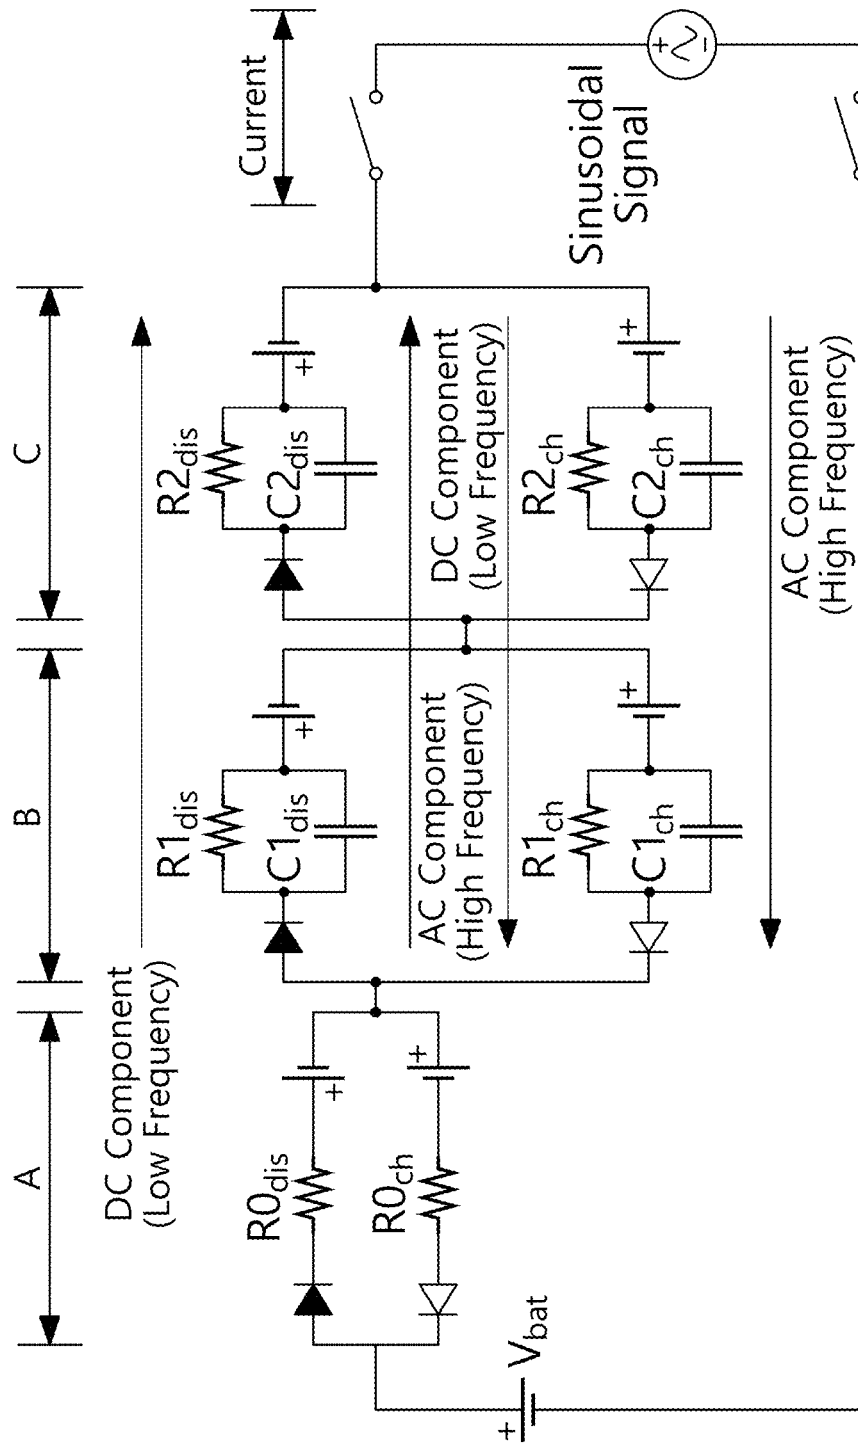 A
B
C
Current
DC Component
(Low Frequency)
R0dis
R0ch
R1dis
C1dis
R2dis
C2dis
AC Component
(High Frequency)
DC Component
(Low Frequency)
R1ch
C1ch
R2ch
C2ch
AC Component
(High Frequency)
Sinusoidal
Signal
Vbat
+
+
+
+
+
+
+
+
-